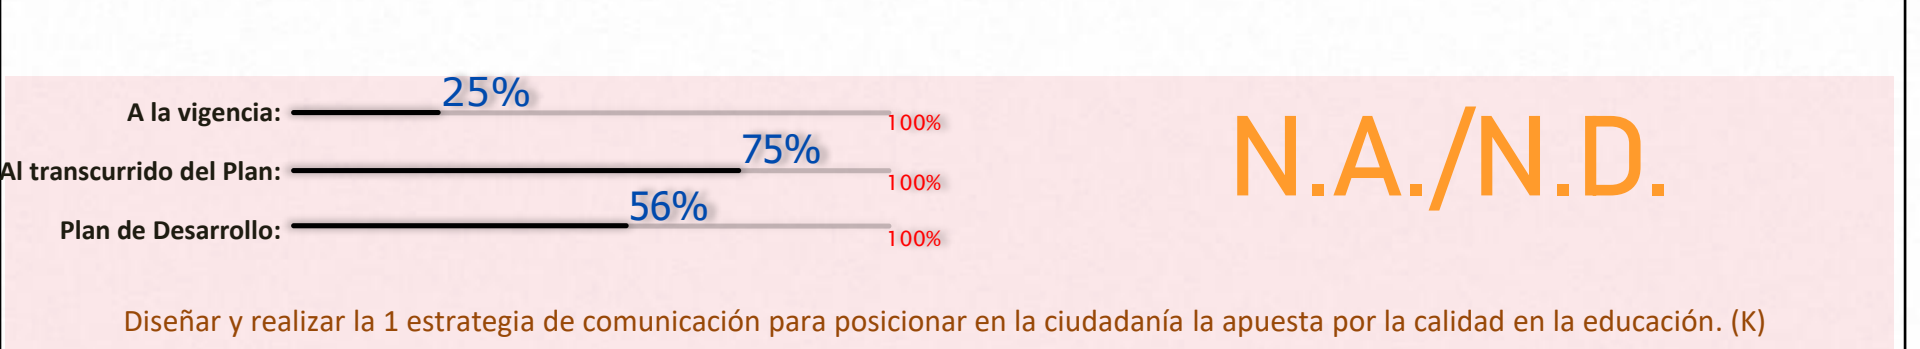 25%
A la vigencia:
100%
75%
Al transcurrido del Plan:
100%
56%
Plan de Desarrollo:
100%
N.A./N.D.
Diseñar y realizar la 1 estrategia de comunicación para posicionar en la ciudadanía la apuesta por la calidad en la educación. (K)